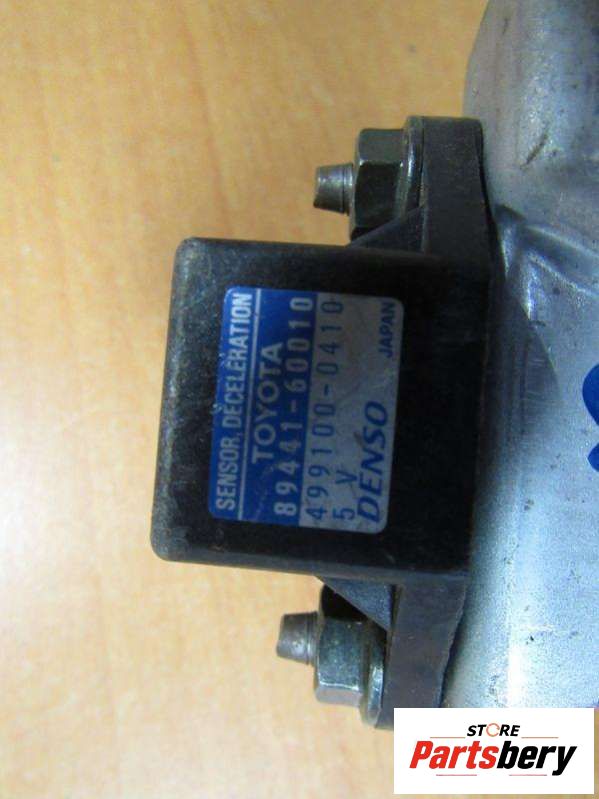 SENSOR, DECELERATION
TOYOTA
89441-60010
499100-0410
5 V
DENSO JAPAN
STORE
Partsbery